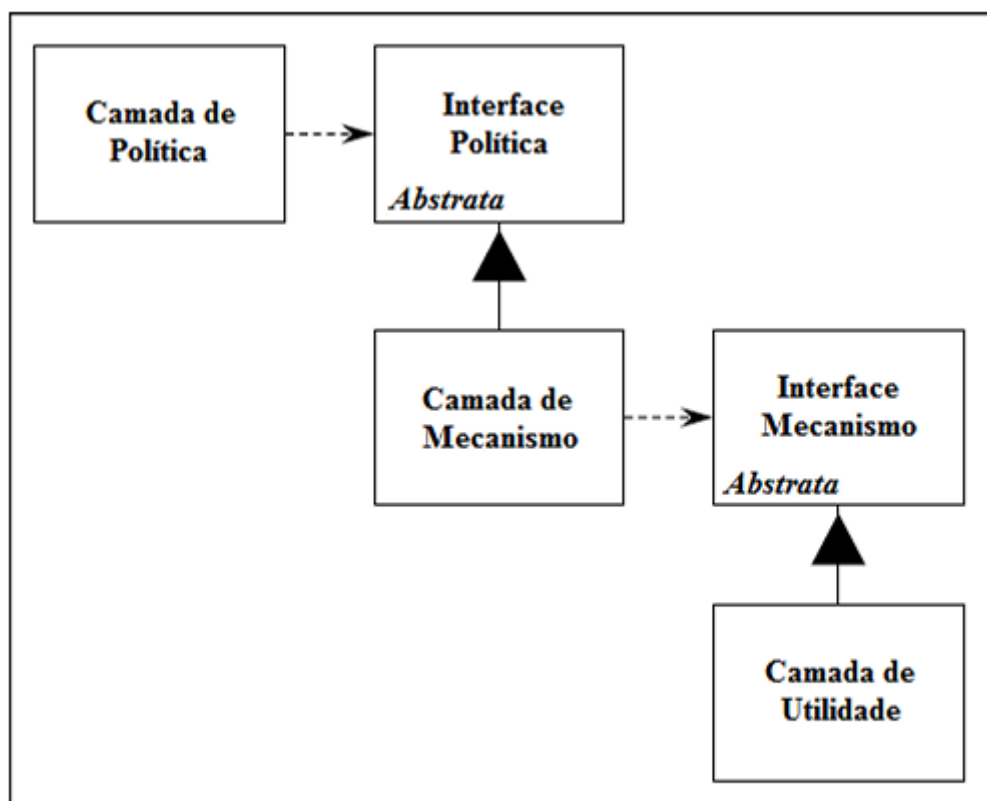 Camada de
Política
Interface
Política
Abstrata
Camada de
Mecanismo
Interface
Mecanismo
Abstrata
Camada de
Utilidade